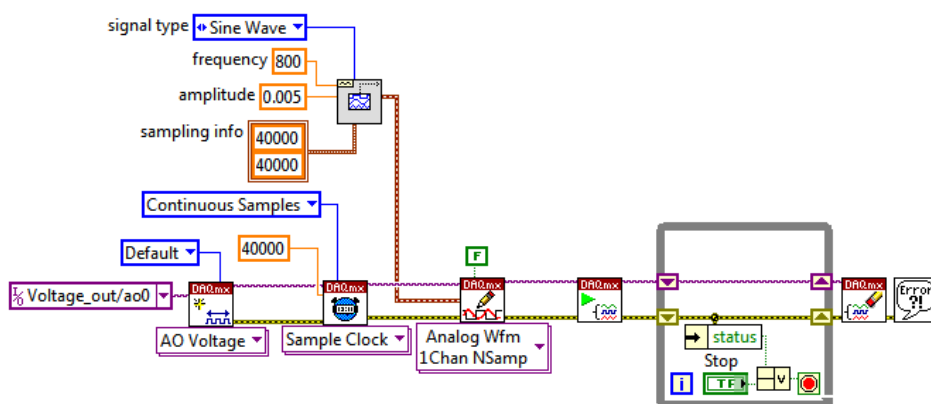 signal type
Sine Wave
frequency 800
amplitude 0.005
sampling info
40000
40000
Continuous Samples
40000
Default
F
I/O Voltage_out/ao0
DAQmx
DAQmx
DAQmx
DAQmx
DAQmx
Error
?!
AO Voltage
Sample Clock
Analog Wfm
1Chan NSamp
status
Stop
i
TF
V